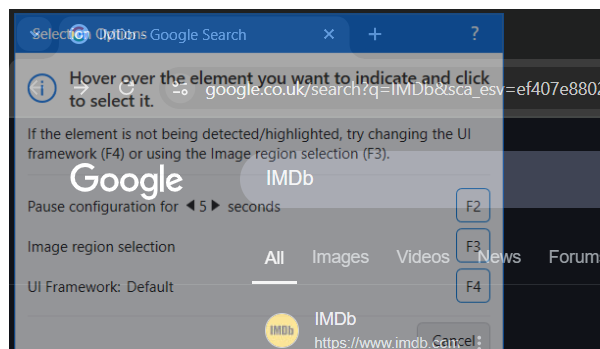 Selection Options
IMDb - Google Search
?
Hover over the element you want to indicate and click
to select it.
google.co.uk/search?q=IMDb&sca_esv=ef407e8802
If the element is not being detected/highlighted, try changing the UI
framework (F4) or using the Image region selection (F3).
Google
IMDb
Pause configuration for 5 seconds
F2
Image region selection
F3
All Images Videos News Forums
UI Framework: Default
F4
IMDb
IMDb
https://www.imdb.com
Cancel